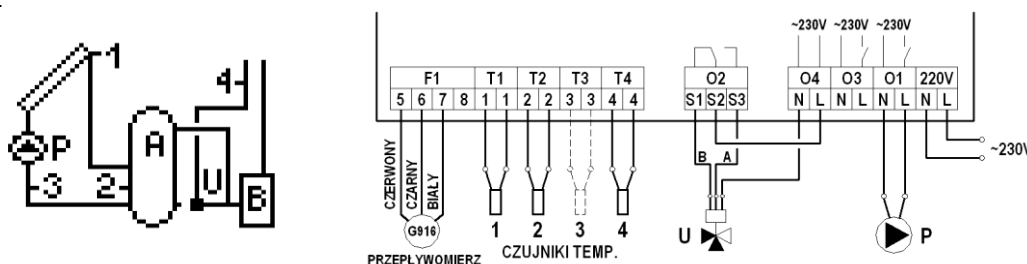 1
4
P
A
3
2
U
B
~230V ~230V ~230V
F1 T1 T2 T3 T4 O2 O4 O3 O1 220V
5 6 7 8 1 1 2 2 3 3 4 4 S1 S2 S3 N L N L N L N L
CZERWONY
CZARNY
BIAŁY
B A
~230V
G916
1 2 3 4
U
P
PRZEPŁYWOMIERZ
CZUJNIKI TEMP.